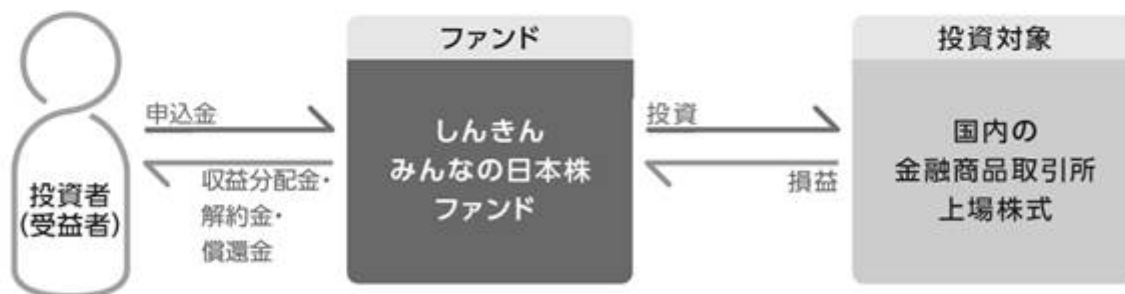 投資者
(受益者)
申込金
収益分配金・
解約金・
償還金
ファンド
しんきん
みんなの日本株
ファンド
投資
損益
投資対象
国内の
金融商品取引所
上場株式